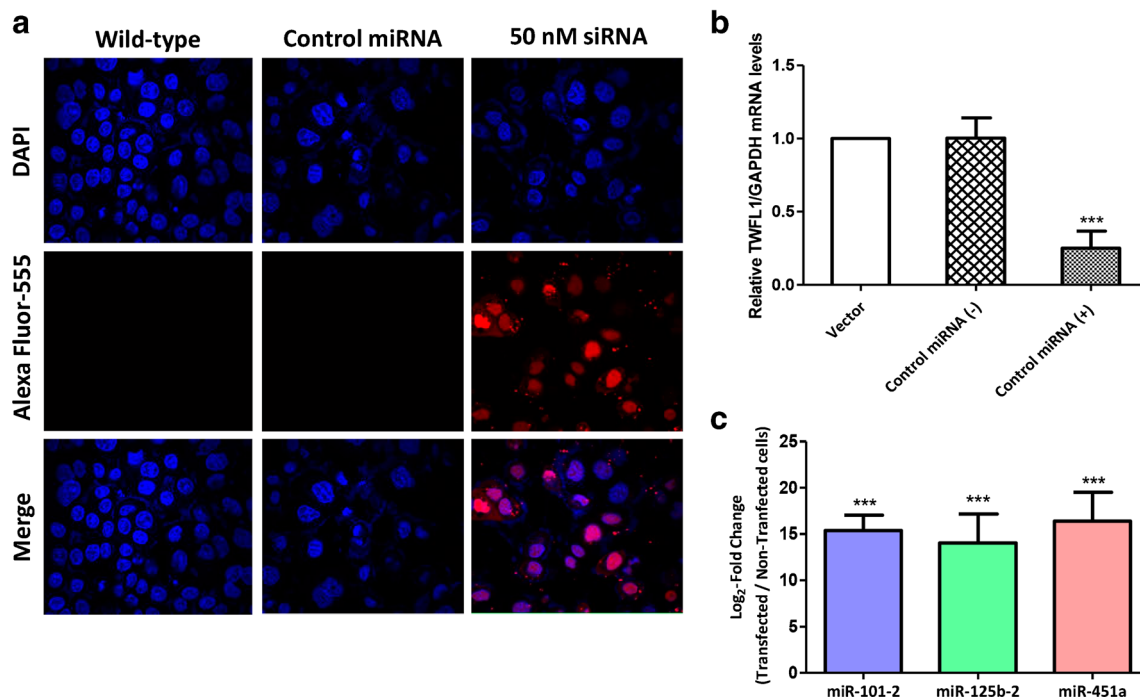 a
Wild-type
Control miRNA
50 nM siRNA
DAPI
Alexa Fluor-555
Merge
b
Relative TWFL1/GAPDH mRNA levels
1.5
1.0
0.5
0.0
***
Vector
Control miRNA (-)
Control miRNA (+)
c
Log₂-Fold Change
(Transfected / Non-Tranfected cells)
25
20
15
10
5
0
***
***
***
miR-101-2
miR-125b-2
miR-451a